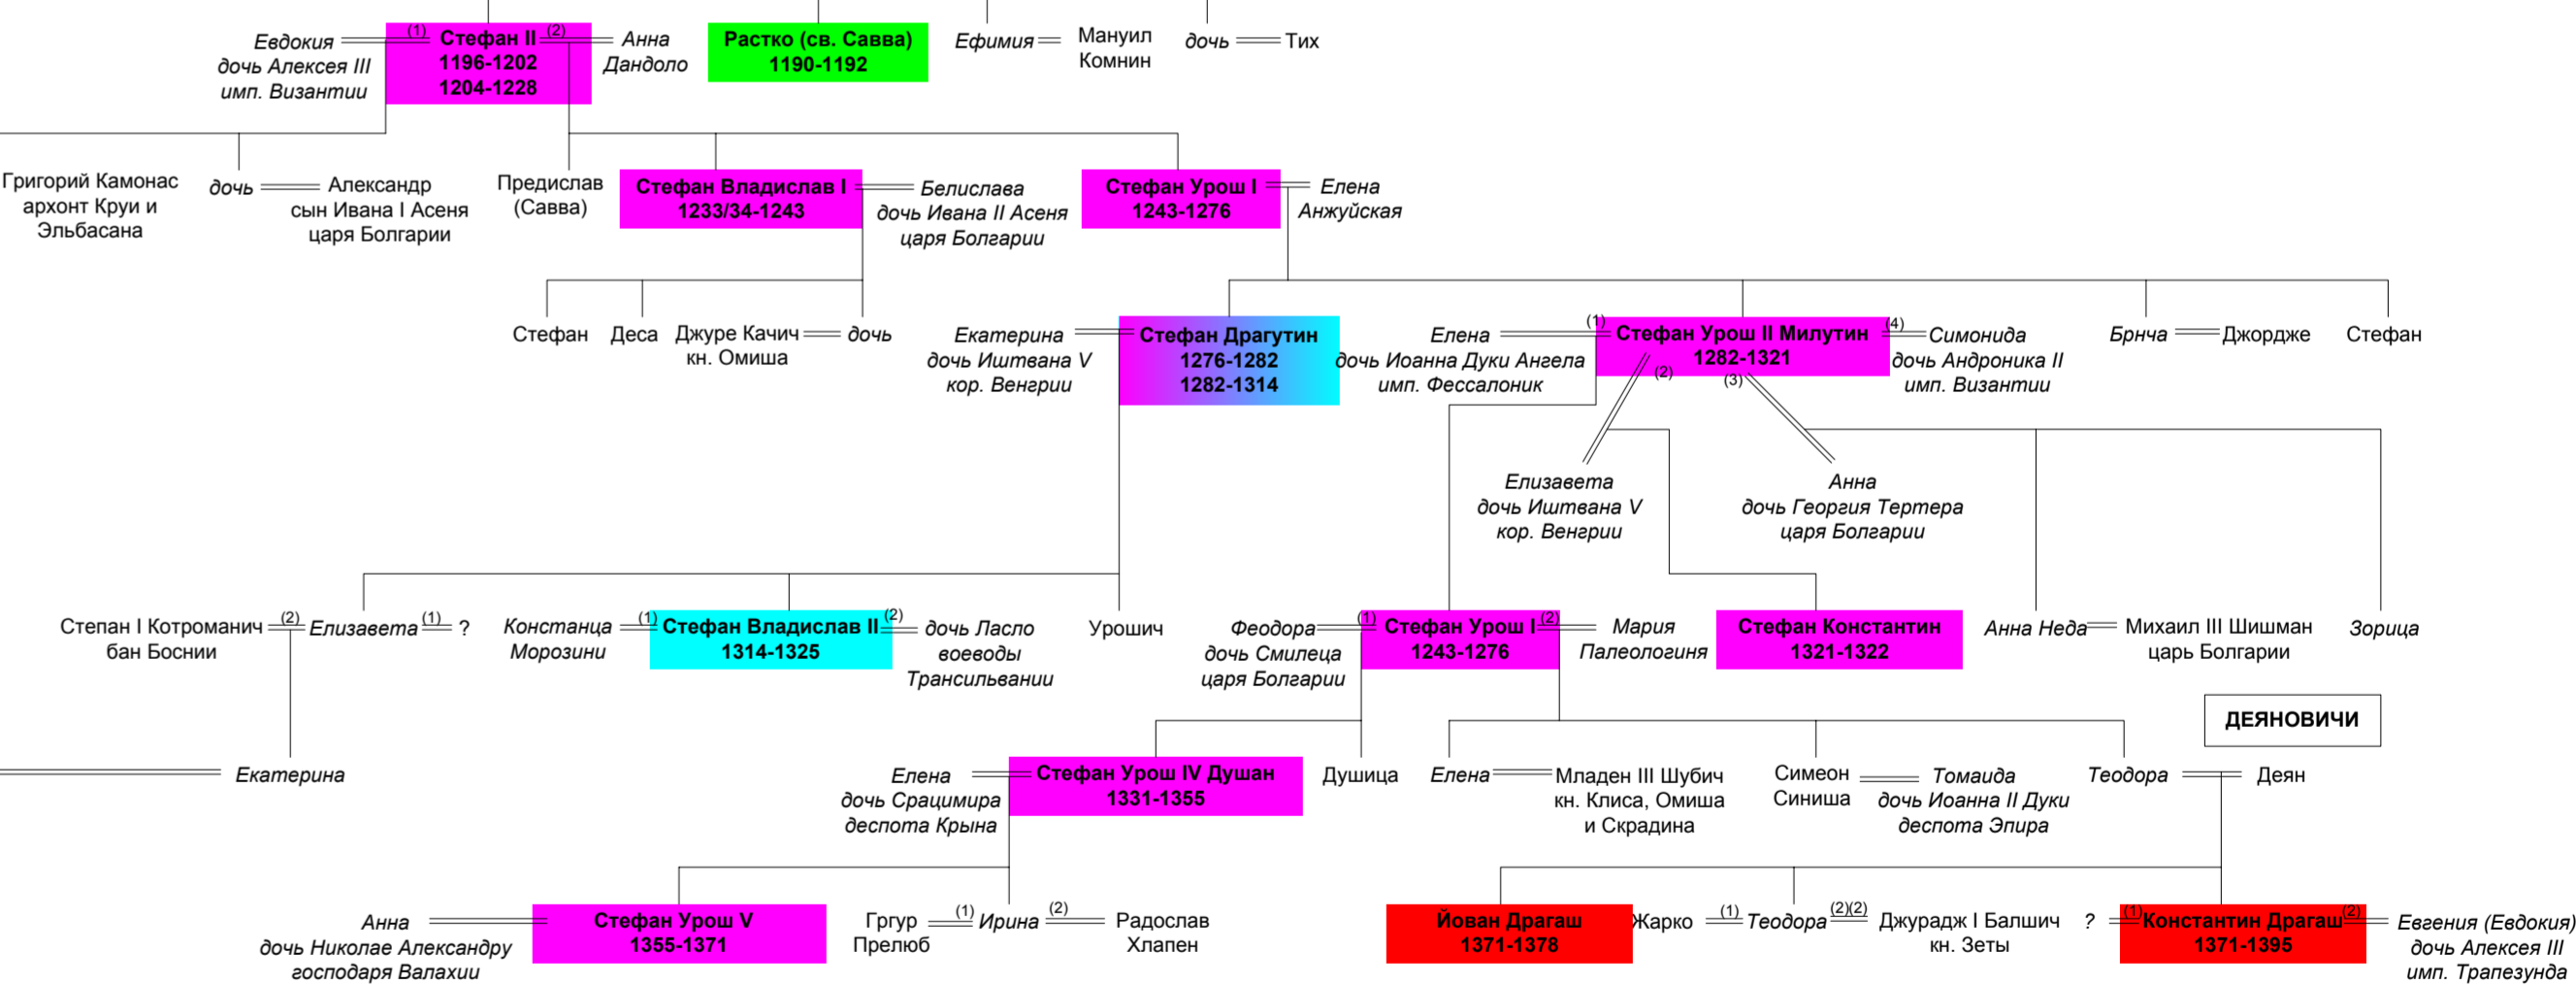 Евдокия
дочь Алексея III
имп. Византии
(1)
Стефан II
1196-1202
1204-1228
(2)
Анна
Дандоло
Растко (св. Савва)
1190-1192
Ефимия
Мануил
Комнин
дочь
Тих
Григорий Камонас
архонт Круи и
Эльбасана
дочь
Александр
сын Ивана I Асеня
царя Болгарии
Предислав
(Савва)
Стефан Владислав I
1233/34-1243
Белислава
дочь Ивана II Асеня
царя Болгарии
Стефан Урош I
1243-1276
Елена
Анжуйская
Стефан
Деса
Джуре Качич
кн. Омиша
дочь
Екатерина
дочь Иштвана V
кор. Венгрии
Стефан Драгутин
1276-1282
1282-1314
Елена
дочь Иоанна Дуки Ангела
имп. Фессалоник
(1)
Стефан Урош II Милутин
1282-1321
(2)
(3)
(4)
Симонида
дочь Андроника II
имп. Византии
Брнча
Джордже
Стефан
Елизавета
дочь Иштвана V
кор. Венгрии
Анна
дочь Георгия Тертера
царя Болгарии
Степан I Котроманич
бан Боснии
(2)
Елизавета
(1)
?
Констанца
Морозини
(1)
Стефан Владислав II
1314-1325
(2)
дочь Ласло
воеводы
Трансильвании
Урошич
Феодора
дочь Смилеца
царя Болгарии
(1)
Стефан Урош I
1243-1276
(2)
Мария
Палеологиня
Стефан Константин
1321-1322
Анна Неда
Михаил III Шишман
царь Болгарии
Зорица
ДЕЯНОВИЧИ
Екатерина
Елена
дочь Срацимира
деспота Крына
Стефан Урош IV Душан
1331-1355
Душица
Елена
Младен III Шубич
кн. Клиса, Омиша
и Скрадина
Симеон
Синиша
Томаида
дочь Иоанна II Дуки
деспота Эпира
Теодора
Деян
Анна
дочь Николае Александру
господаря Валахии
Стефан Урош V
1355-1371
Гргур
Прелюб
(1)
Ирина
(2)
Радослав
Хлапен
Йован Драгаш
1371-1378
Жарко
(1)
Теодора
(2)(2)
Джурадж I Балшич
кн. Зеты
?
(1)
Константин Драгаш
1371-1395
(2)
Евгения (Евдокия)
дочь Алексея III
имп. Трапезунда